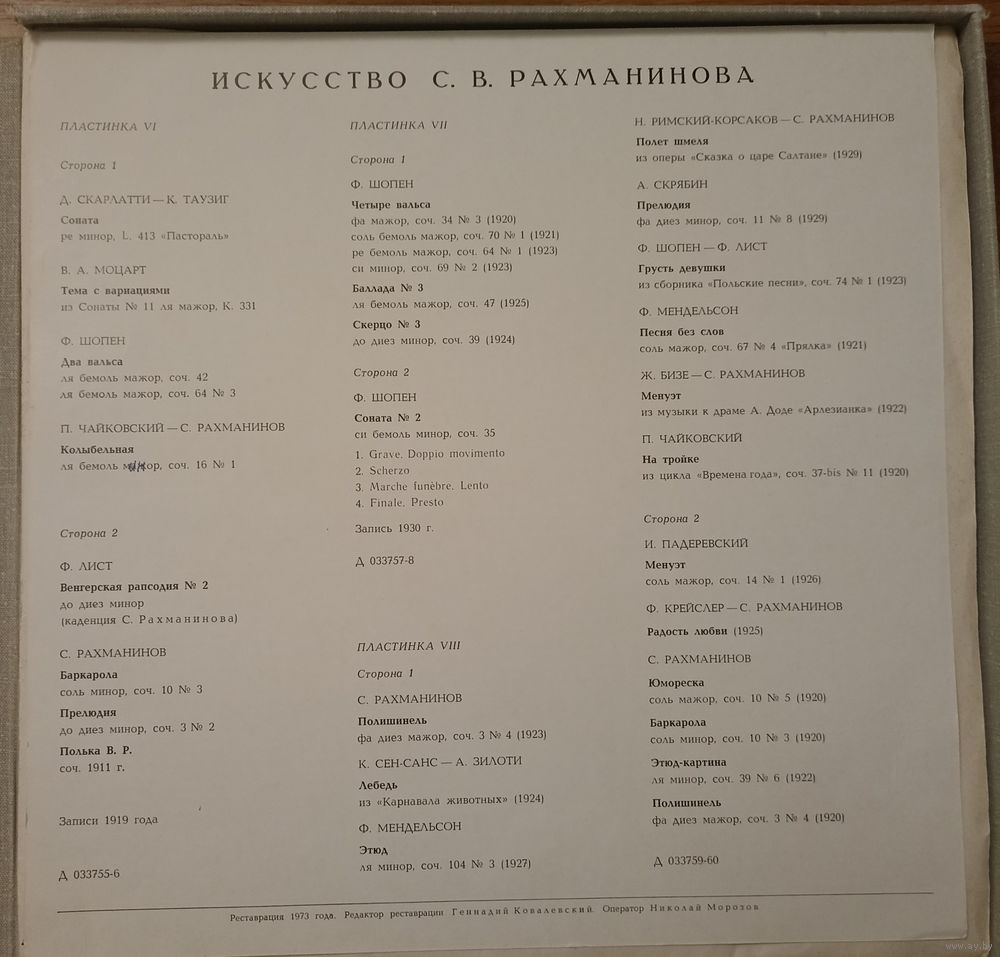 ИСКУССТВО С. В. РАХМАНИНОВА
ПЛАСТИНКА VI
Сторона 1
Д. СКАРЛАТТИ — К. ТАУЗИГ
Соната
ре минор, L. 413 «Пастораль»
В. А. МОЦАРТ
Тема с вариациями
из Сонаты № 11 ля мажор, К. 331
Ф. ШОПЕН
Два вальса
ля бемоль мажор, соч. 42
ля бемоль мажор, соч. 64 № 3
П. ЧАЙКОВСКИЙ — С. РАХМАНИНОВ
Колыбельная
ля бемоль минор, соч. 16 № 1
Сторона 2
Ф. ЛИСТ
Венгерская рапсодия № 2
до диез минор
(каденция С. Рахманинова)
С. РАХМАНИНОВ
Баркарола
соль минор, соч. 10 № 3
Прелюдия
до диез минор, соч. 3 № 2
Полька В. Р.
соч. 1911 г.
Записи 1919 года
Д 033755-6
ПЛАСТИНКА VII
Сторона 1
Ф. ШОПЕН
Четыре вальса
фа мажор, соч. 34 № 3 (1920)
соль бемоль мажор, соч. 70 № 1 (1921)
ре бемоль мажор, соч. 64 № 1 (1923)
си минор, соч. 69 № 2 (1923)
Баллада № 3
ля бемоль мажор, соч. 47 (1925)
Скерцо № 3
до диез минор, соч. 39 (1924)
Сторона 2
Ф. ШОПЕН
Соната № 2
си бемоль минор, соч. 35
1. Grave. Doppio movimento
2. Scherzo
3. Marche funèbre. Lento
4. Finale. Presto
Запись 1930 г.
Д 033757-8
ПЛАСТИНКА VIII
Сторона 1
С. РАХМАНИНОВ
Полишинель
фа диез мажор, соч. 3 № 4 (1923)
К. СЕН-САНС — А. ЗИЛОТИ
Лебедь
из «Карнавала животных» (1924)
Ф. МЕНДЕЛЬСОН
Этюд
ля минор, соч. 104 № 3 (1927)
Н. РИМСКИЙ-КОРСАКОВ — С. РАХМАНИНОВ
Полет шмеля
из оперы «Сказка о царе Салтане» (1929)
А. СКРЯБИН
Прелюдия
фа диез минор, соч. 11 № 8 (1929)
Ф. ШОПЕН — Ф. ЛИСТ
Грусть девушки
из сборника «Польские песни», соч. 74 № 1 (1923)
Ф. МЕНДЕЛЬСОН
Песня без слов
соль мажор, соч. 67 № 4 «Прялка» (1921)
Ж. БИЗЕ — С. РАХМАНИНОВ
Менуэт
из музыки к драме А. Доде «Арлезианка» (1922)
П. ЧАЙКОВСКИЙ
На тройке
из цикла «Времена года», соч. 37-bis № 11 (1920)
Сторона 2
И. ПАДЕРЕВСКИЙ
Менуэт
соль мажор, соч. 14 № 1 (1926)
Ф. КРЕЙСЛЕР — С. РАХМАНИНОВ
Радость любви (1925)
С. РАХМАНИНОВ
Юмореска
соль мажор, соч. 10 № 5 (1920)
Баркарола
соль минор, соч. 10 № 3 (1920)
Этюд-картина
ля минор, соч. 39 № 6 (1922)
Полишинель
фа диез мажор, соч. 3 № 4 (1920)
Д 033759-60
Реставрация 1973 года. Редактор реставрации Геннадий Ковалевский. Оператор Николай Морозов
www.ay.by